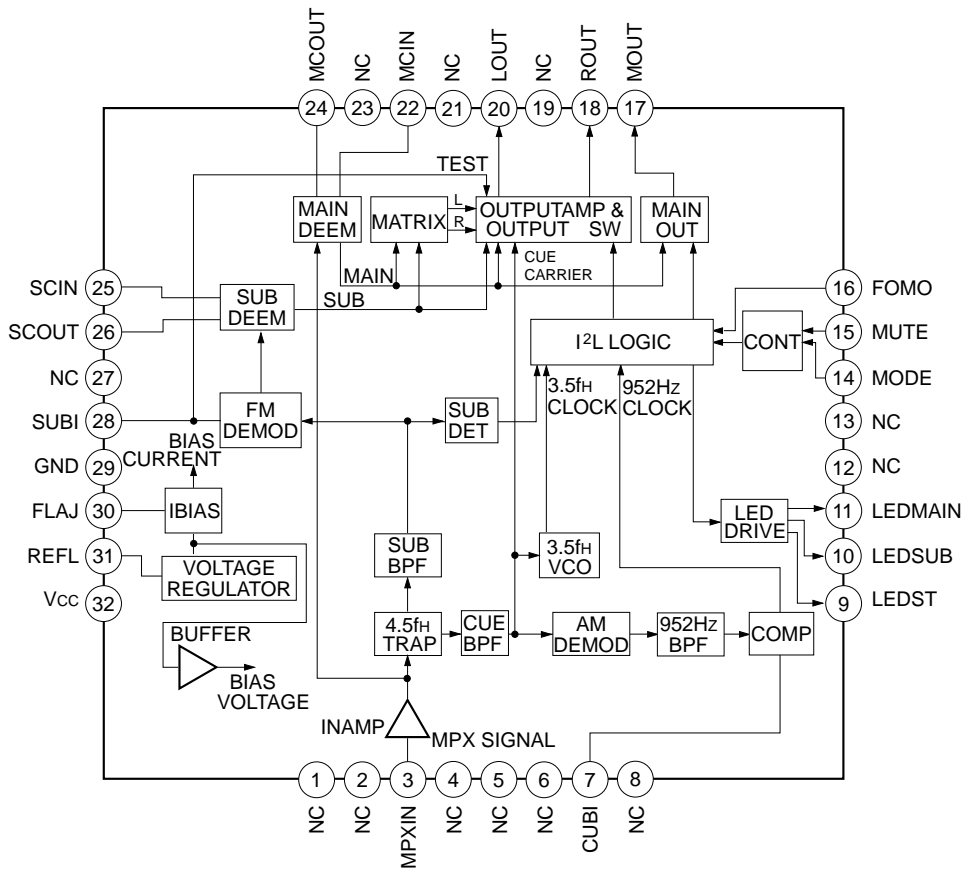 MCOUT
NC
MCIN
NC
LOUT
NC
ROUT
MOUT
24
23
22
21
20
19
18
17
TEST
MAIN
DEEM
MATRIX
L
R
OUTPUTAMP &
OUTPUT SW
MAIN
OUT
CUE
CARRIER
MAIN
SCIN
25
SUB
DEEM
SUB
SCOUT
26
NC
27
SUBI
28
FM
DEMOD
BIAS
CURRENT
GND
29
FLAJ
30
IBIAS
REFL
31
VOLTAGE
REGULATOR
Vcc
32
BUFFER
BIAS
VOLTAGE
I2L LOGIC
CONT
16
FOMO
15
MUTE
14
MODE
13
NC
12
NC
11
LEDMAIN
10
LEDSUB
9
LEDST
3.5fH
CLOCK
952Hz
CLOCK
SUB
DET
LED
DRIVE
SUB
BPF
3.5fH
VCO
4.5fH
TRAP
CUE
BPF
AM
DEMOD
952Hz
BPF
COMP
INAMP
MPX SIGNAL
1
2
3
4
5
6
7
8
NC
NC
MPXIN
NC
NC
NC
CUBI
NC